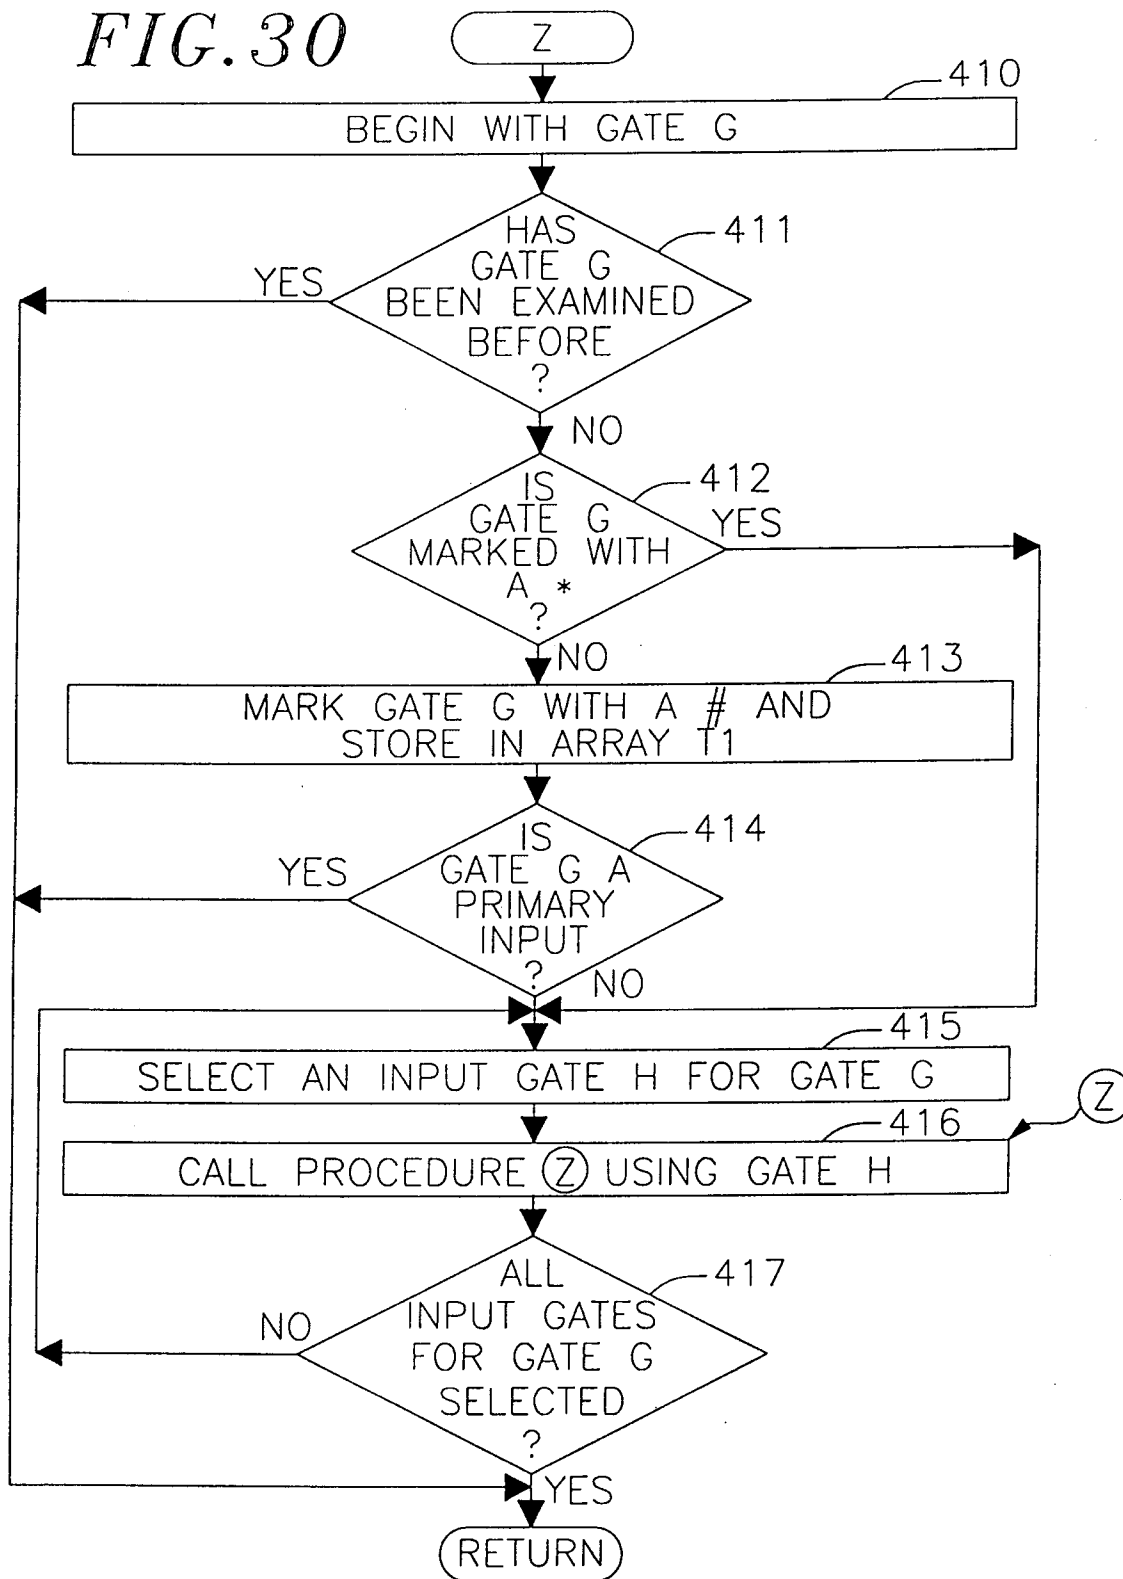 FIG.30
Z
410
BEGIN WITH GATE G
411
HAS
GATE G
BEEN EXAMINED
BEFORE
?
YES
NO
412
IS
GATE G
MARKED WITH
A *
?
YES
NO
413
MARK GATE G WITH A # AND
STORE IN ARRAY T1
414
IS
GATE G A
PRIMARY
INPUT
?
YES
NO
415
SELECT AN INPUT GATE H FOR GATE G
Z
416
CALL PROCEDURE Z USING GATE H
417
ALL
INPUT GATES
FOR GATE G
SELECTED
?
NO
YES
RETURN